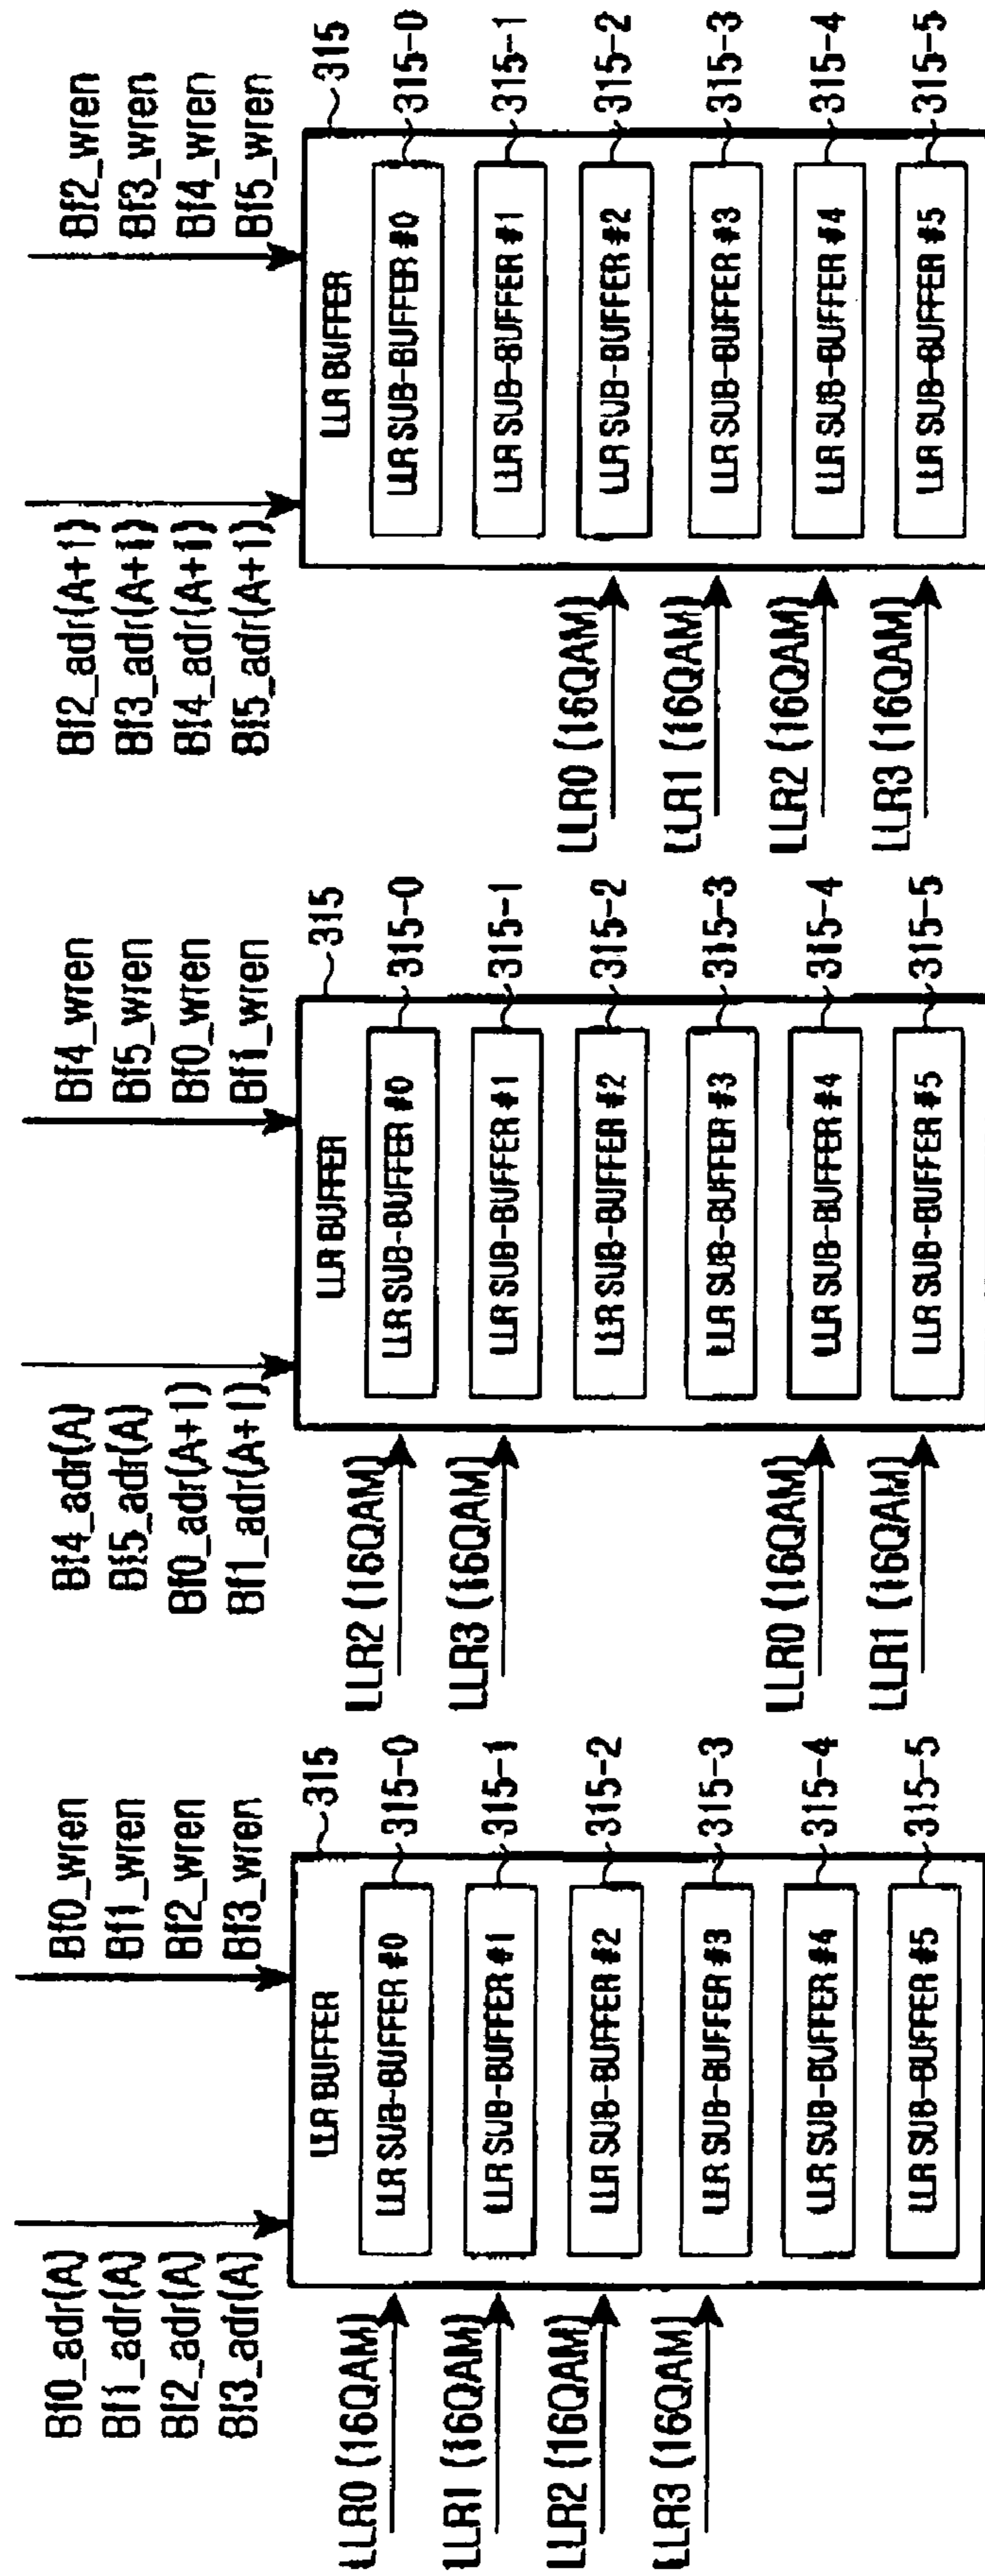 Bf0_adr(A)
Bf1_adr(A)
Bf2_adr(A)
Bf3_adr(A)
Bf0_wren
Bf1_wren
Bf2_wren
Bf3_wren
315
LLR BUFFER
LLR0 (16QAM)
LLR SUB-BUFFER #0
315-0
LLR1 (16QAM)
LLR SUB-BUFFER #1
315-1
LLR2 (16QAM)
LLR SUB-BUFFER #2
315-2
LLR3 (16QAM)
LLR SUB-BUFFER #3
315-3
LLR SUB-BUFFER #4
315-4
LLR SUB-BUFFER #5
315-5
Bf4_adr(A)
Bf5_adr(A)
Bf0_adr(A+1)
Bf1_adr(A+1)
Bf4_wren
Bf5_wren
Bf0_wren
Bf1_wren
315
LLR BUFFER
LLR2 (16QAM)
LLR SUB-BUFFER #0
315-0
LLR3 (16QAM)
LLR SUB-BUFFER #1
315-1
LLR SUB-BUFFER #2
315-2
LLR SUB-BUFFER #3
315-3
LLR0 (16QAM)
LLR SUB-BUFFER #4
315-4
LLR1 (16QAM)
LLR SUB-BUFFER #5
315-5
Bf2_adr(A+1)
Bf3_adr(A+1)
Bf4_adr(A+1)
Bf5_adr(A+1)
Bf2_wren
Bf3_wren
Bf4_wren
Bf5_wren
315
LLR BUFFER
LLR SUB-BUFFER #0
315-0
LLR SUB-BUFFER #1
315-1
LLR0 (16QAM)
LLR SUB-BUFFER #2
315-2
LLR1 (16QAM)
LLR SUB-BUFFER #3
315-3
LLR2 (16QAM)
LLR SUB-BUFFER #4
315-4
LLR3 (16QAM)
LLR SUB-BUFFER #5
315-5